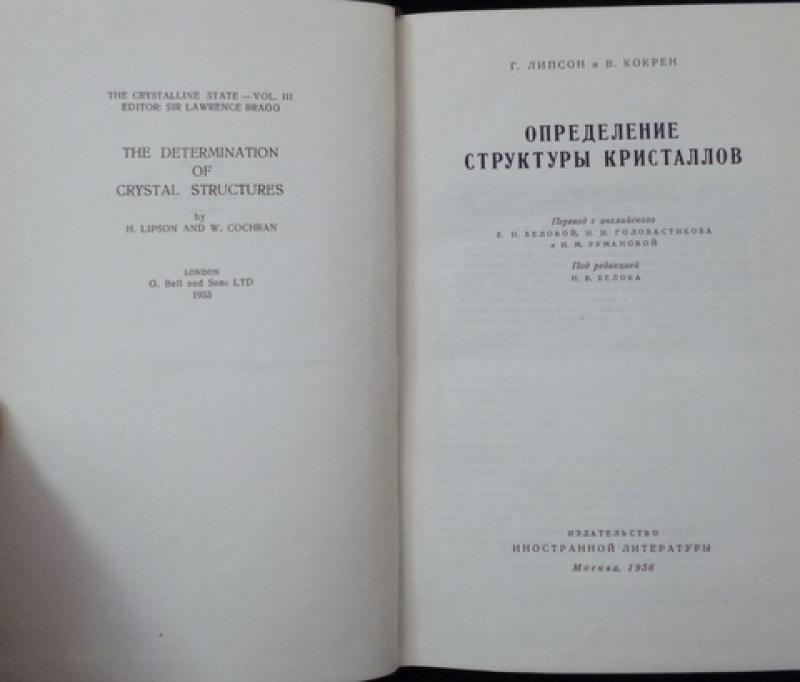 THE CRYSTALLINE STATE — VOL. III
EDITOR: SIR LAWRENCE BRAGG
THE DETERMINATION
OF
CRYSTAL STRUCTURES
by
H. LIPSON AND W. COCHRAN
LONDON
G. Bell and Sons LTD
1953
Г. ЛИПСОН и В. КОКРЕН
ОПРЕДЕЛЕНИЕ
СТРУКТУРЫ КРИСТАЛЛОВ
Перевод с английского
Е. Н. БЕЛОВОЙ, Н. И. ГОЛОВАСТИКОВА
и И. М. РУМАНОВОЙ
Под редакцией
Н. В. БЕЛОВА
ИЗДАТЕЛЬСТВО
ИНОСТРАННОЙ ЛИТЕРАТУРЫ
Москва, 1956